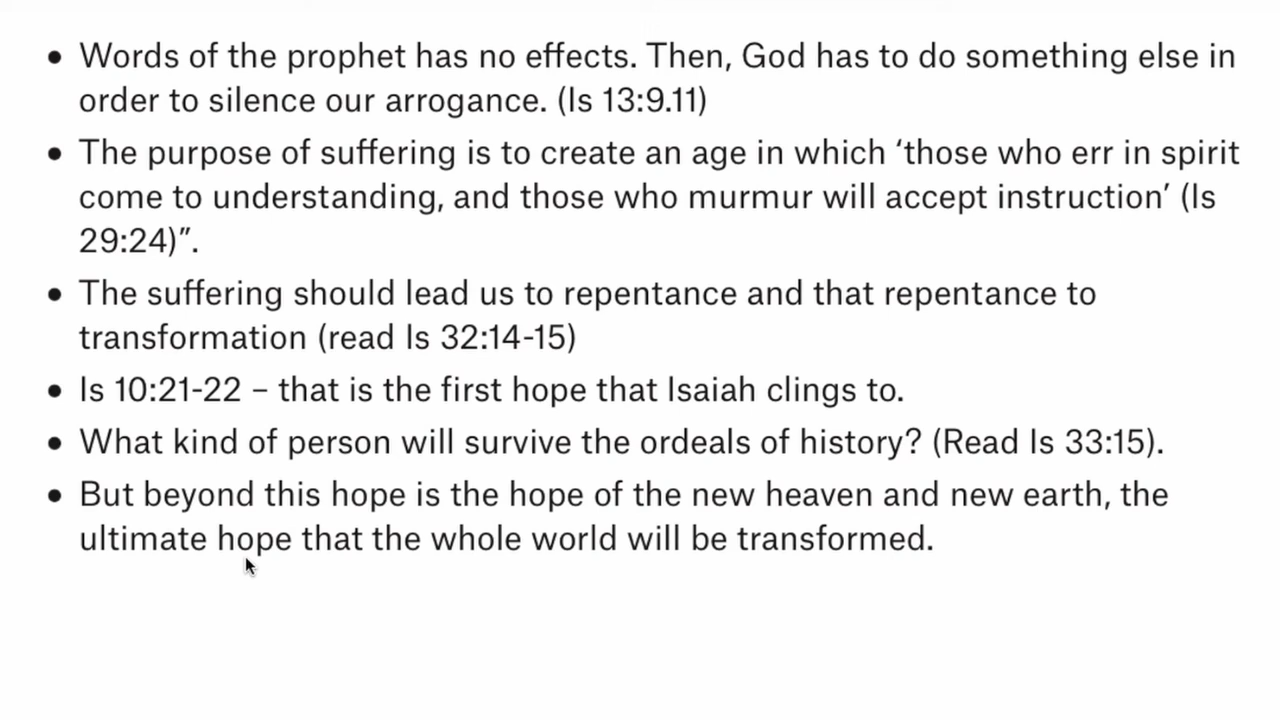 • Words of the prophet has no effects. Then, God has to do something else in
order to silence our arrogance. (Is 13:9.11)
• The purpose of suffering is to create an age in which ‘those who err in spirit
come to understanding, and those who murmur will accept instruction’ (Is
29:24)”.
• The suffering should lead us to repentance and that repentance to
transformation (read Is 32:14-15)
• Is 10:21-22 – that is the first hope that Isaiah clings to.
• What kind of person will survive the ordeals of history? (Read Is 33:15).
• But beyond this hope is the hope of the new heaven and new earth, the
ultimate hope that the whole world will be transformed.